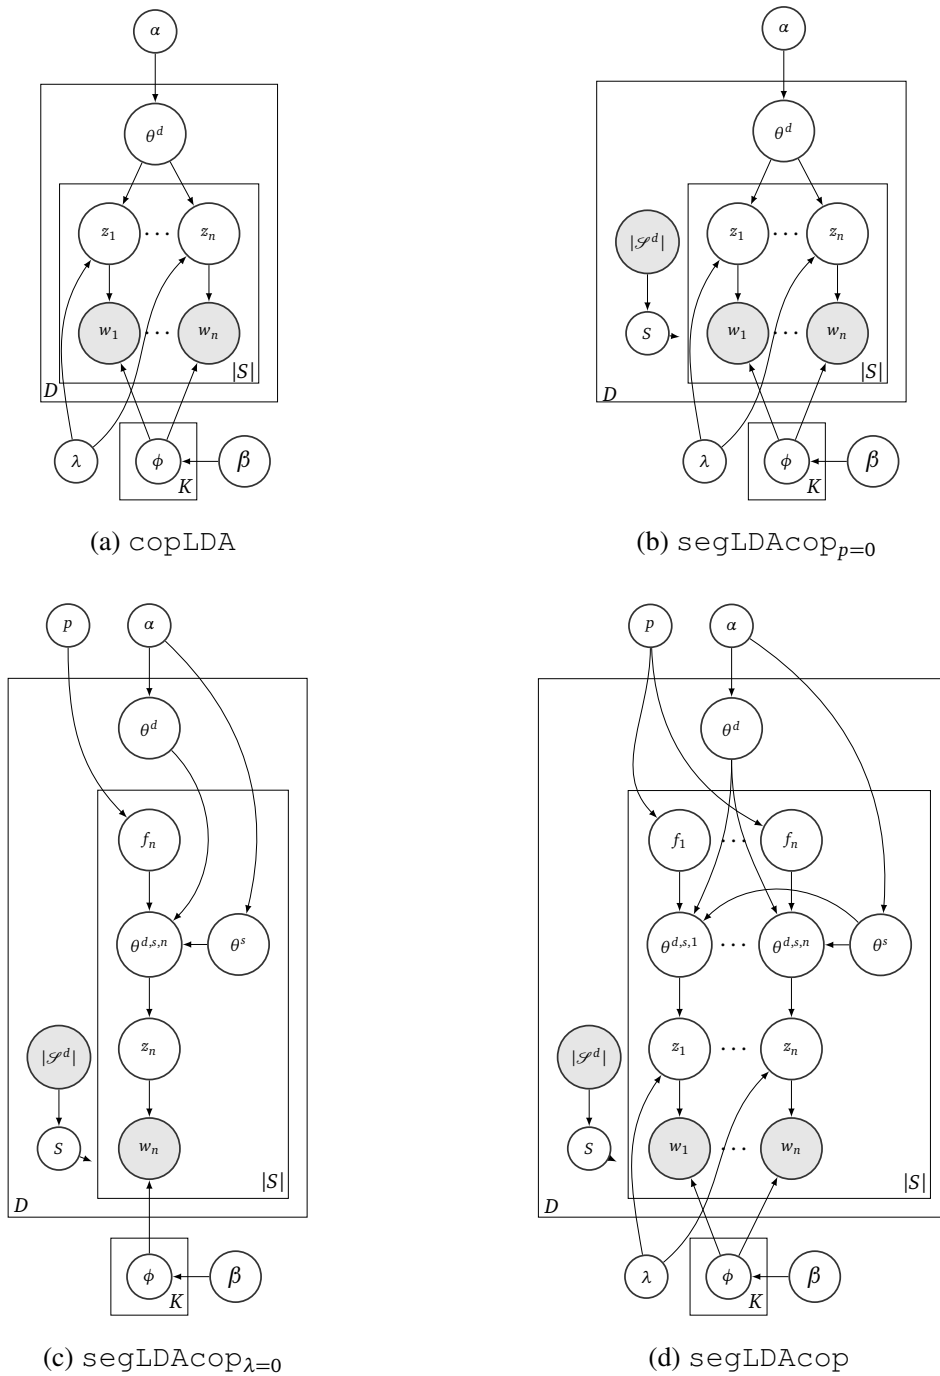 α
θ^d
z_1 ··· z_n
w_1 ··· w_n
|S|
D
λ
ϕ
β
K
(a) copLDA
α
θ^d
|𝒮^d|
z_1 ··· z_n
S
w_1 ··· w_n
|S|
D
λ
ϕ
β
K
(b) segLDAcop_{p=0}
p
α
θ^d
f_n
θ^{d,s,n}
θ^s
|𝒮^d|
z_n
S
w_n
|S|
D
ϕ
β
K
(c) segLDAcop_{λ=0}
p
α
θ^d
f_1 ··· f_n
θ^{d,s,1} ··· θ^{d,s,n}
θ^s
|𝒮^d|
z_1 ··· z_n
S
w_1 ··· w_n
|S|
D
λ
ϕ
β
K
(d) segLDAcop